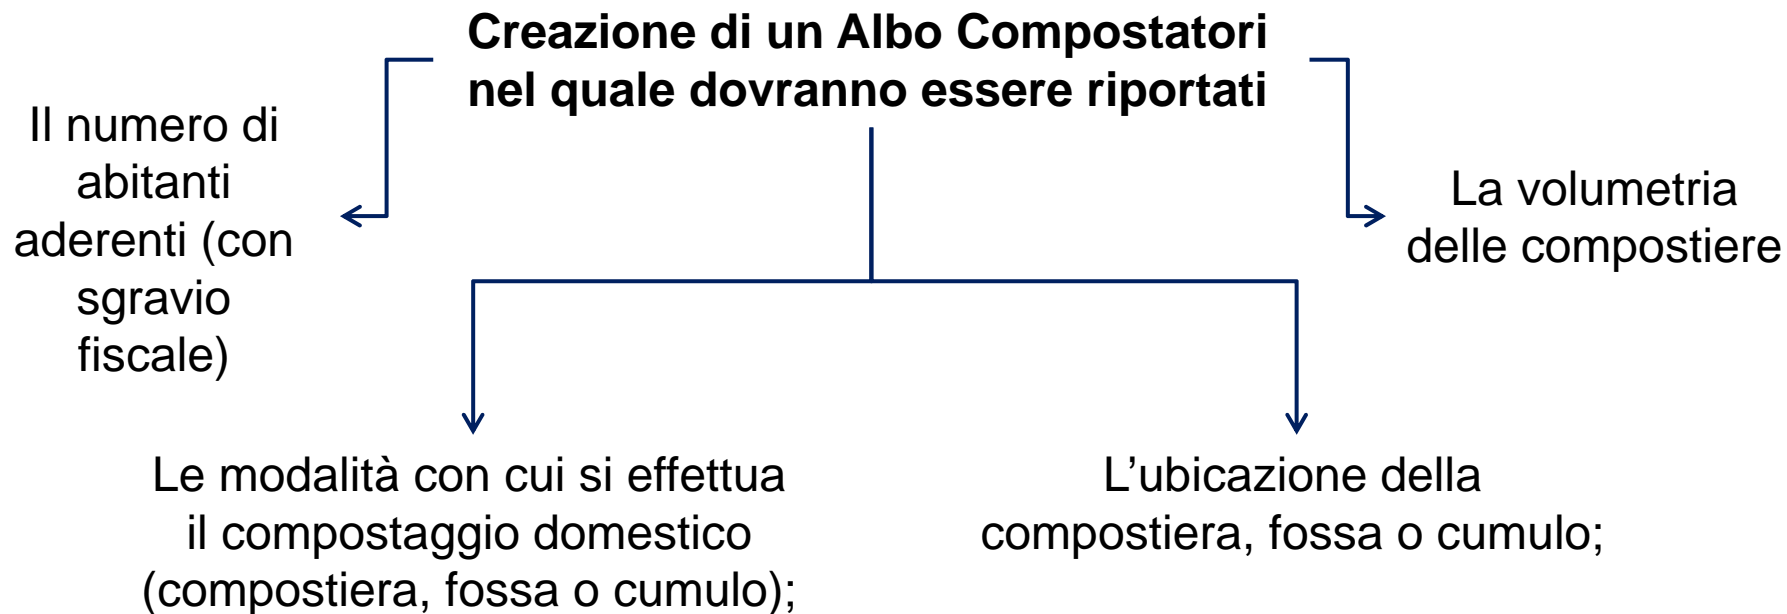 Creazione di un Albo Compostatori
nel quale dovranno essere riportati
Il numero di
abitanti
aderenti (con
sgravio
fiscale)
La volumetria
delle compostiere
Le modalità con cui si effettua
il compostaggio domestico
(compostiera, fossa o cumulo);
L’ubicazione della
compostiera, fossa o cumulo;